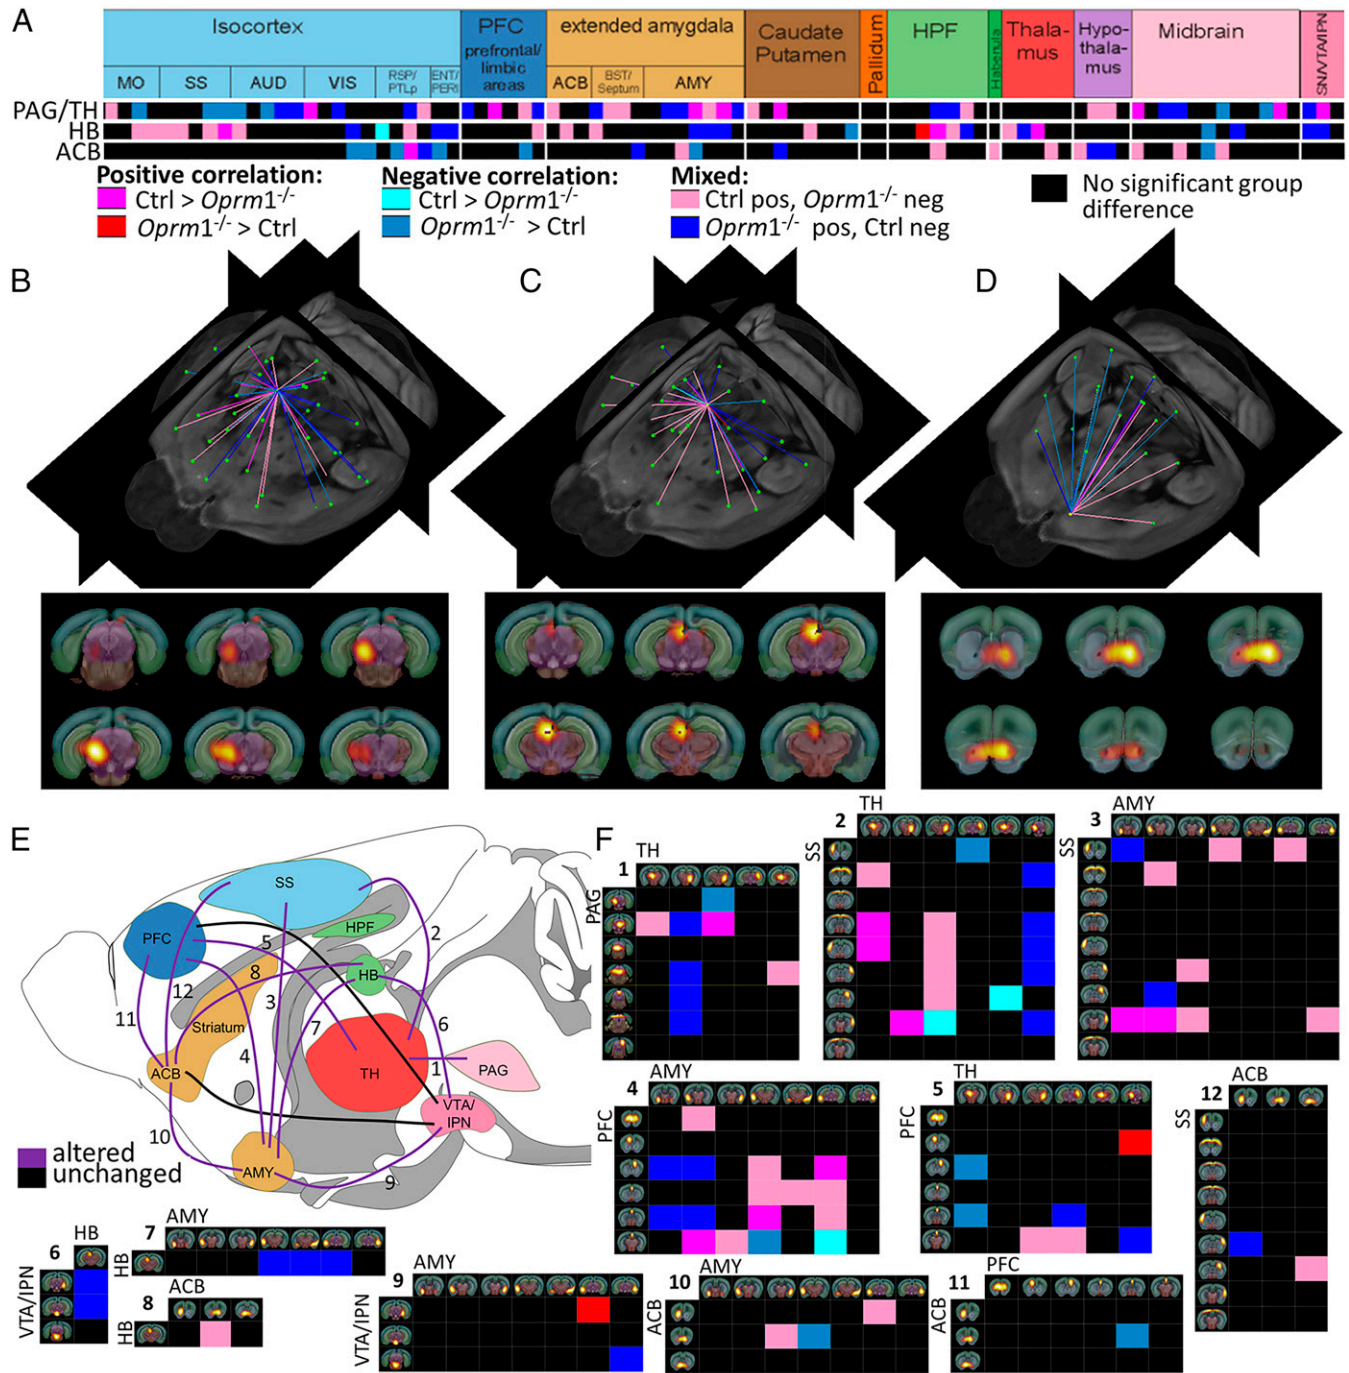 A
Isocortex
PFC
prefrontal/
limbic
areas
extended amygdala
Caudate
Putamen
Pallidum
HPF
Habenula
Thala-
mus
Hypo-
thala-
mus
Midbrain
SN/VTA/IPN
MO
SS
AUD
VIS
RSP/
PTLp
ENT/
PERI
ACB
BST/
Septum
AMY
PAG/TH
HB
ACB
Positive correlation:
Ctrl > Oprm1-/-
Oprm1-/- > Ctrl
Negative correlation:
Ctrl > Oprm1-/-
Oprm1-/- > Ctrl
Mixed:
Ctrl pos, Oprm1-/- neg
Oprm1-/- pos, Ctrl neg
No significant group
difference
B
C
D
E
SS
PFC
HPF
HB
Striatum
ACB
TH
PAG
VTA/
IPN
AMY
1
2
3
4
5
6
7
8
9
10
11
12
altered
unchanged
F
1
TH
PAG
2
TH
SS
3
AMY
SS
4
AMY
PFC
5
TH
PFC
12
ACB
SS
6
HB
VTA/IPN
7
AMY
HB
8
ACB
HB
9
AMY
VTA/IPN
10
AMY
ACB
11
PFC
ACB